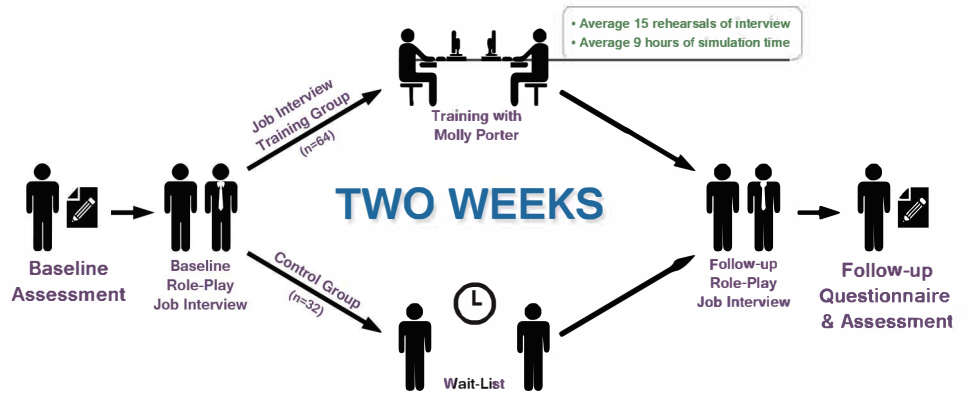 • Average 15 rehearsals of interview
• Average 9 hours of simulation time
Job Interview
Training Group
(n=64)
Training with
Molly Porter
TWO WEEKS
Baseline
Assessment
Baseline
Role-Play
Job Interview
Control Group
(n=32)
Wait-List
Follow-up
Role-Play
Job Interview
Follow-up
Questionnaire
& Assessment